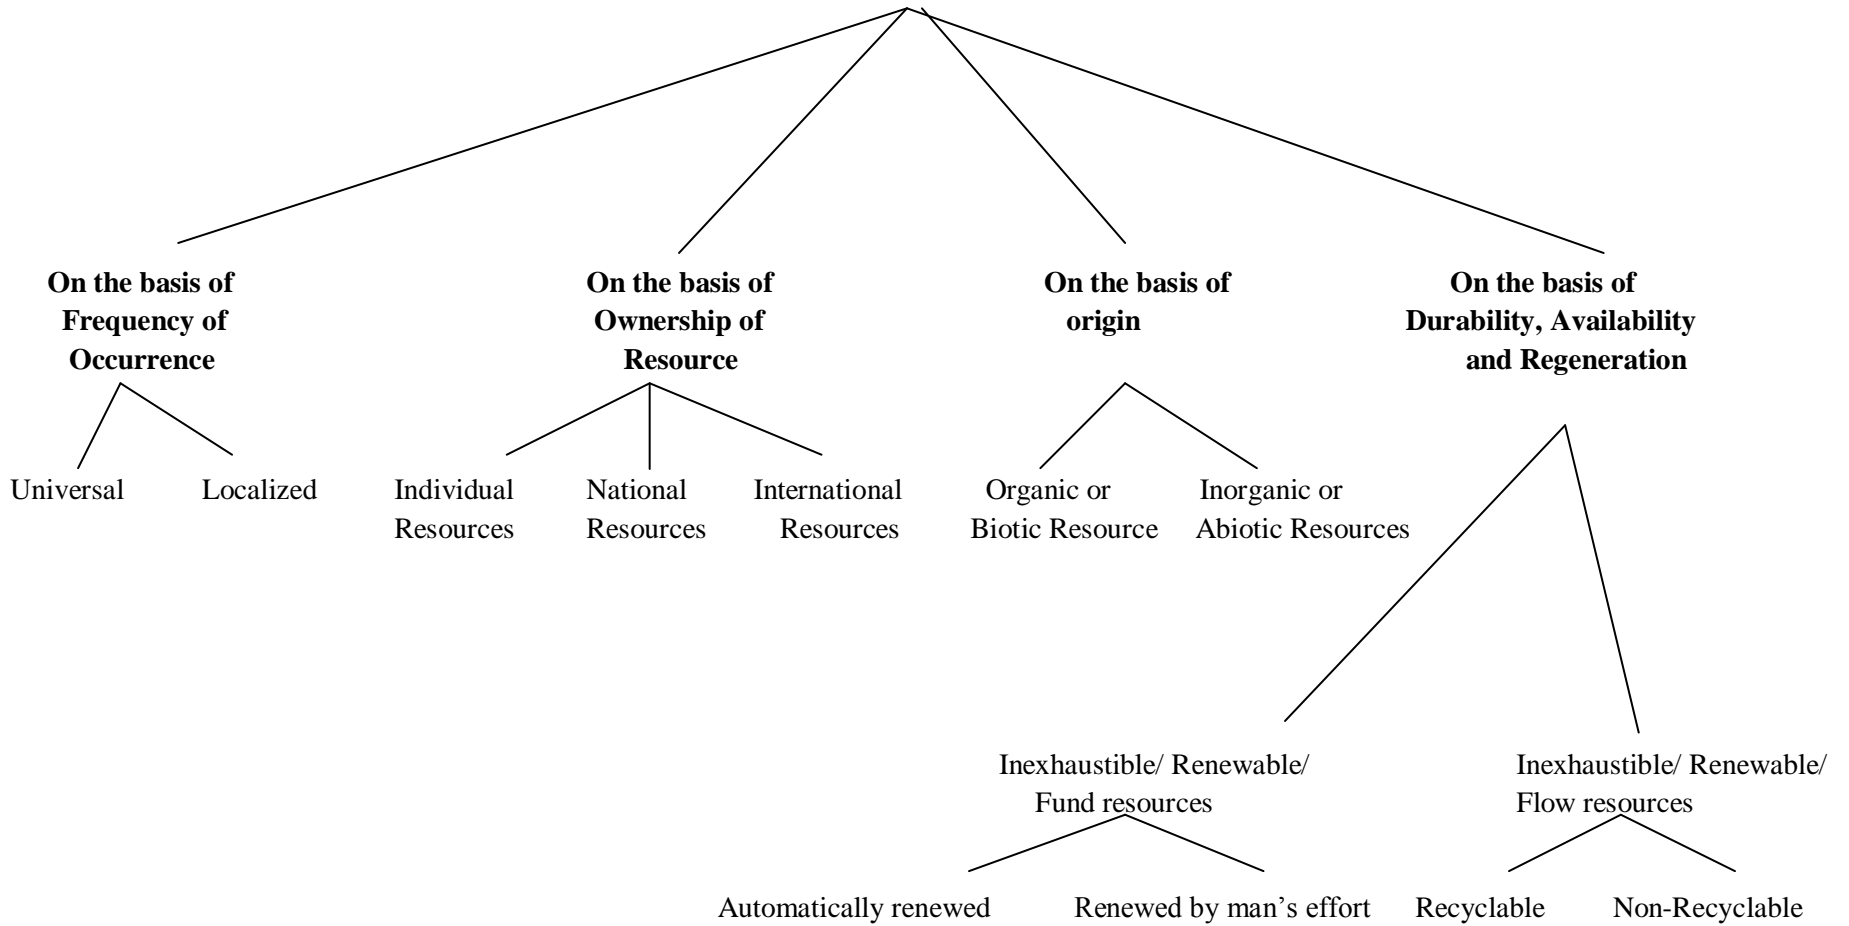 On the basis of
Frequency of
Occurrence
On the basis of
Ownership of
Resource
On the basis of
origin
On the basis of
Durability, Availability
and Regeneration
Universal
Localized
Individual
Resources
National
Resources
International
Resources
Organic or
Biotic Resource
Inorganic or
Abiotic Resources
Inexhaustible/ Renewable/
Fund resources
Inexhaustible/ Renewable/
Flow resources
Automatically renewed
Renewed by man’s effort
Recyclable
Non-Recyclable